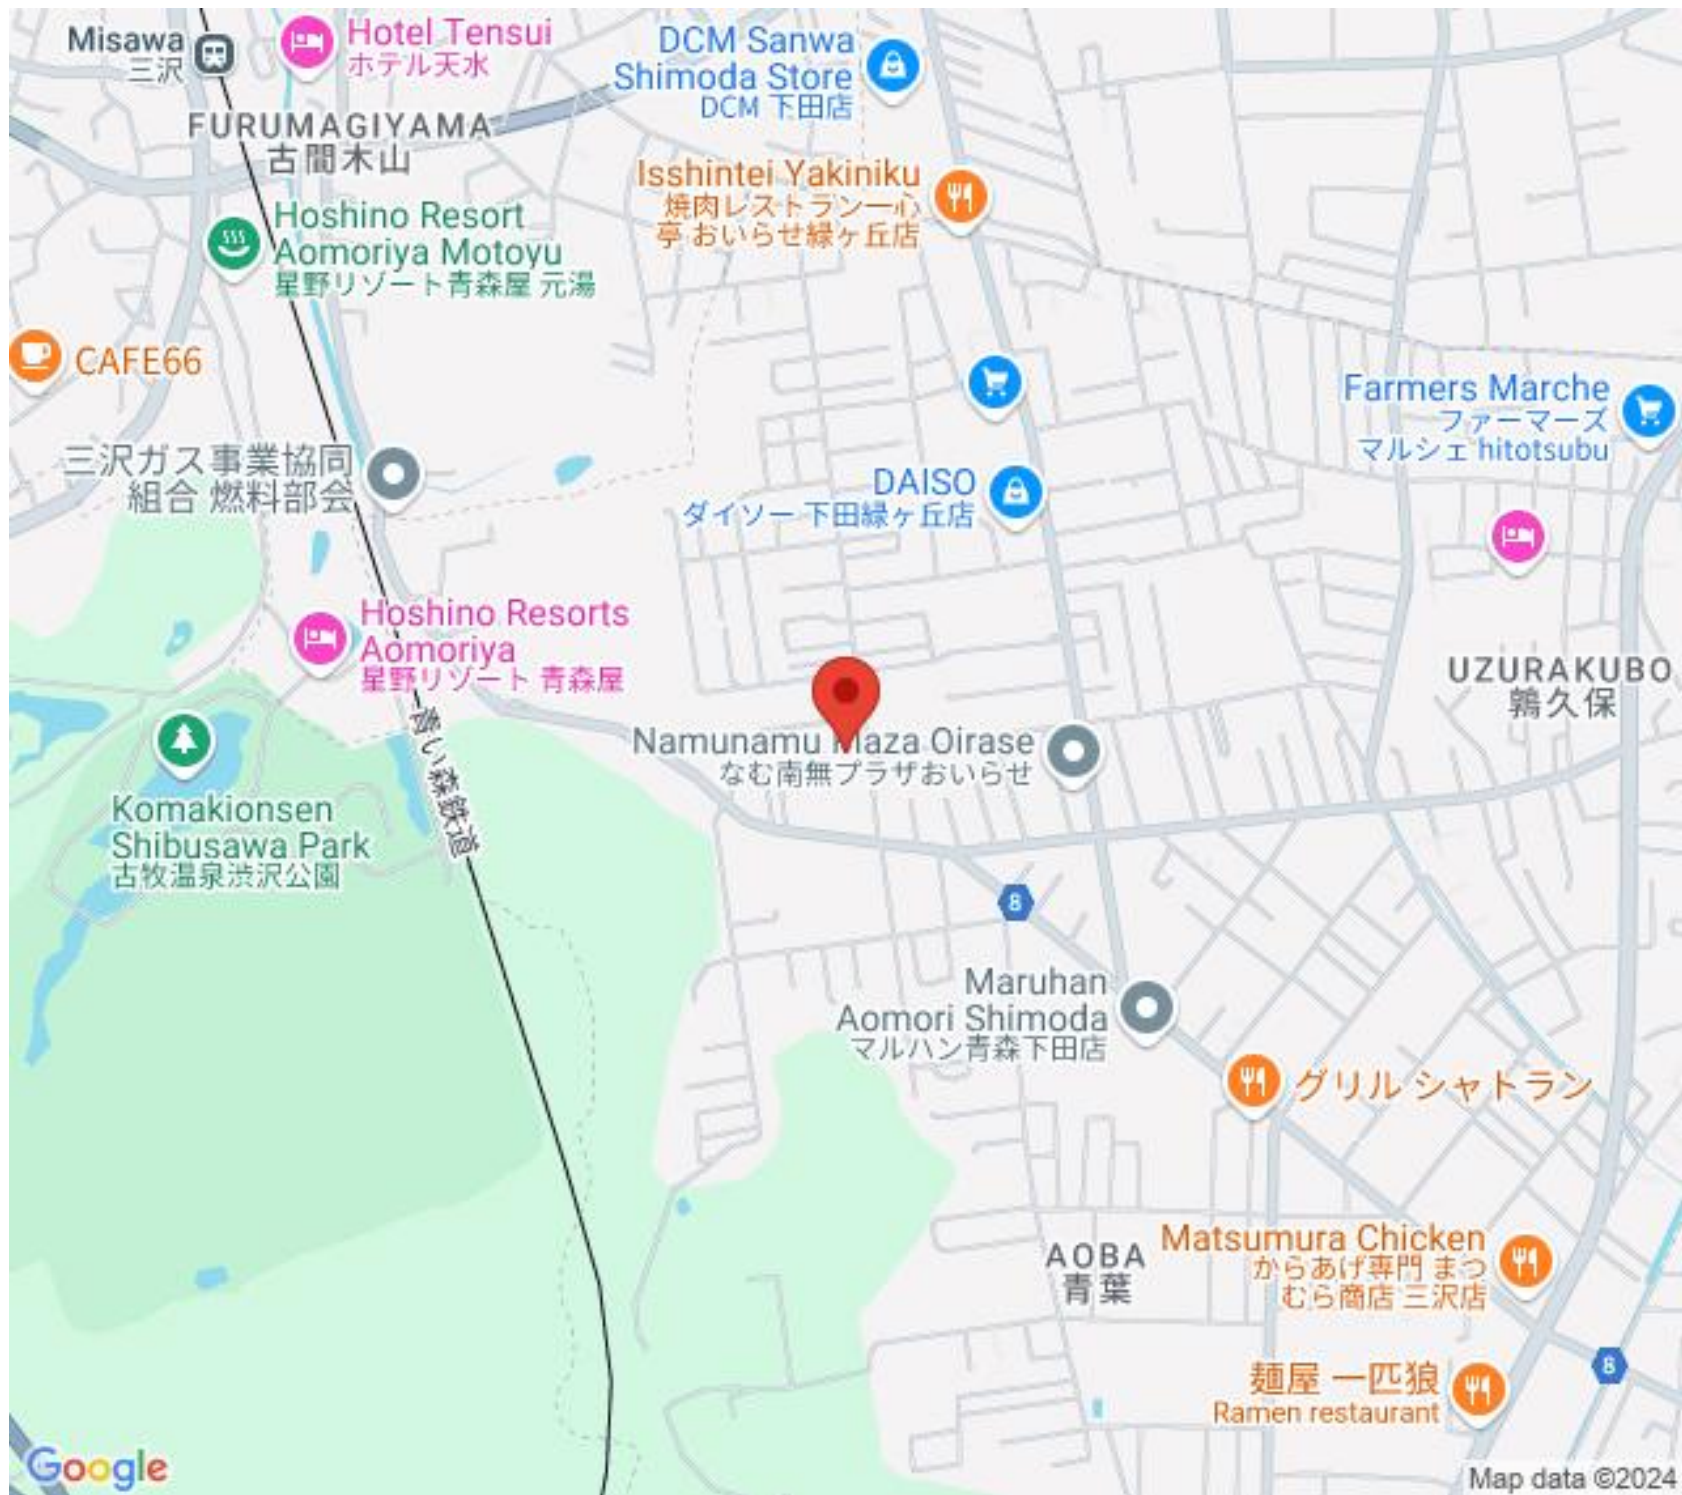 Misawa
三沢
Hotel Tensui
ホテル天水
DCM Sanwa
Shimoda Store
DCM 下田店
FURUMAGIYAMA
古間木山
Isshintei Yakiniku
焼肉レストラン一心
亭 おいらせ緑ヶ丘店
Hoshino Resort
Aomoriya Motoyu
星野リゾート青森屋 元湯
CAFE66
Farmers Marche
ファーマーズ
マルシェ hitotsubu
三沢ガス事業協同
組合 燃料部会
DAISO
ダイソー 下田緑ヶ丘店
Hoshino Resorts
Aomoriya
星野リゾート 青森屋
UZURAKUBO
鶉久保
青い森鉄道
Namunamu Plaza Oirase
なむ南無プラザおいらせ
Komakionsen
Shibusawa Park
古牧温泉渋沢公園
8
Maruhan
Aomori Shimoda
マルハン青森下田店
グリル シャトラン
AOBA
青葉
Matsumura Chicken
からあげ専門 まつ
むら商店 三沢店
8
麺屋 一匹狼
Ramen restaurant
Google
Map data ©2024